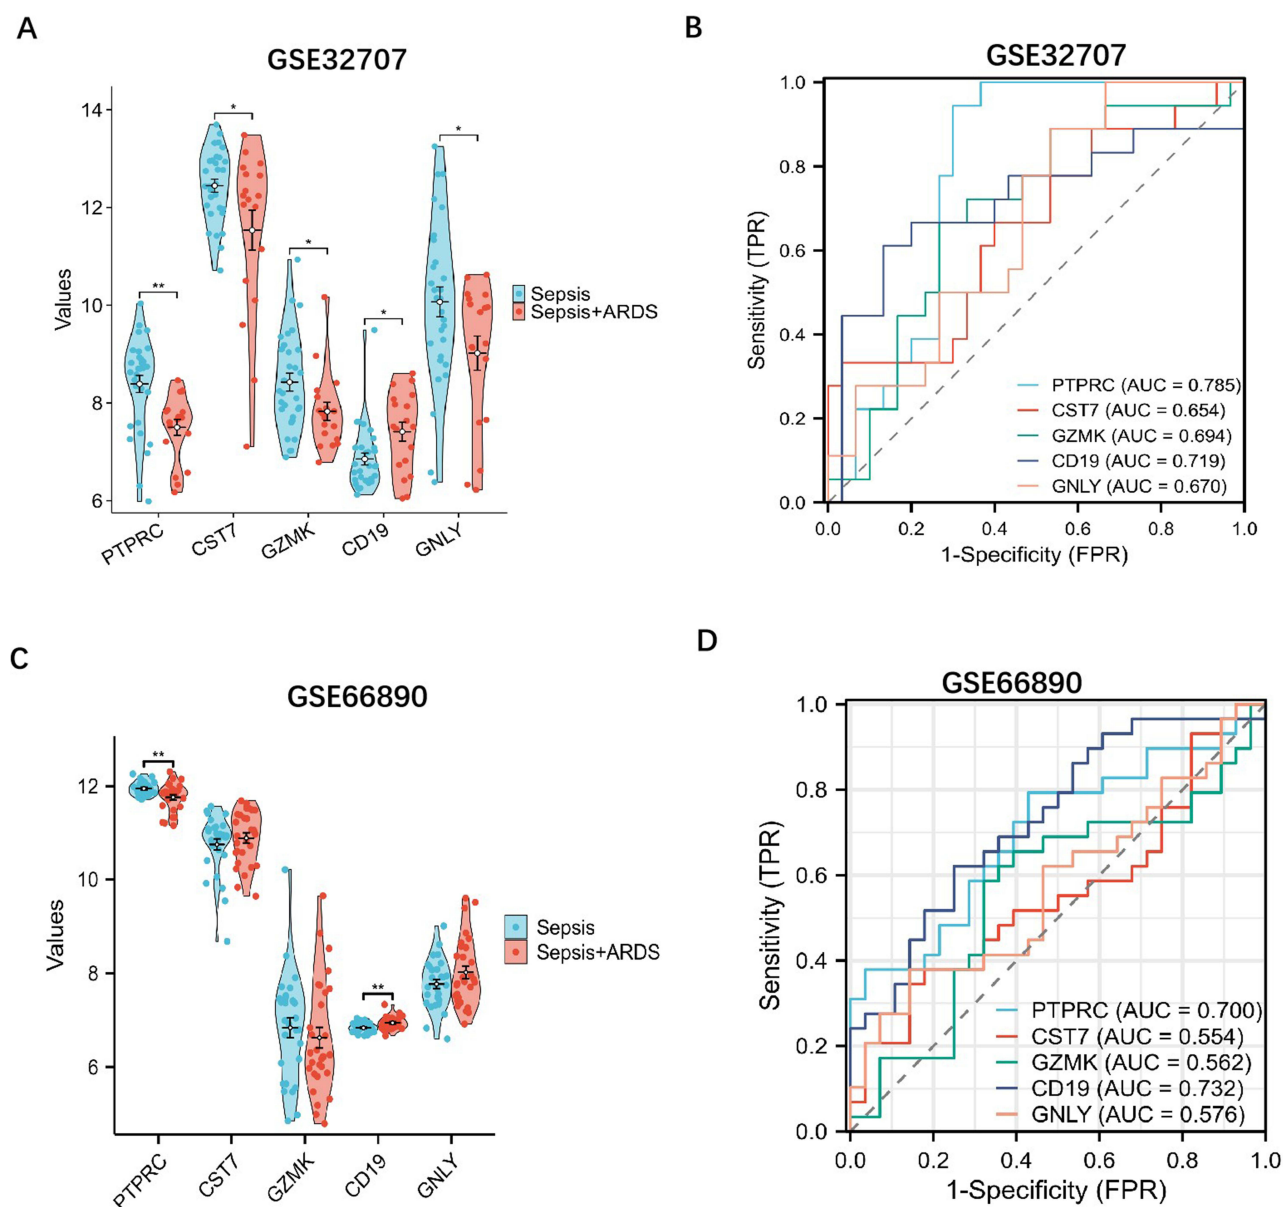 A
GSE32707
Values
14
12
10
8
6
**
*
*
*
*
PTPRC
CST7
GZMK
CD19
GNLY
Sepsis
Sepsis+ARDS
B
GSE32707
Sensitivity (TPR)
1.0
0.8
0.6
0.4
0.2
0.0
PTPRC (AUC = 0.785)
CST7 (AUC = 0.654)
GZMK (AUC = 0.694)
CD19 (AUC = 0.719)
GNLY (AUC = 0.670)
0.0 0.2 0.4 0.6 0.8 1.0
1-Specificity (FPR)
C
GSE66890
Values
12
10
8
6
**
**
PTPRC
CST7
GZMK
CD19
GNLY
Sepsis
Sepsis+ARDS
D
GSE66890
Sensitivity (TPR)
1.0
0.8
0.6
0.4
0.2
0.0
PTPRC (AUC = 0.700)
CST7 (AUC = 0.554)
GZMK (AUC = 0.562)
CD19 (AUC = 0.732)
GNLY (AUC = 0.576)
0.0 0.2 0.4 0.6 0.8 1.0
1-Specificity (FPR)